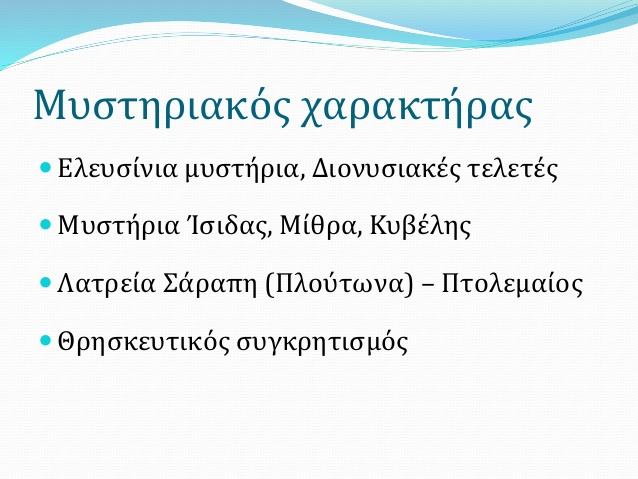 Μυστηριακός χαρακτήρας
Ελευσίνια μυστήρια, Διονυσιακές τελετές
Μυστήρια Ίσιδας, Μίθρα, Κυβέλης
Λατρεία Σάραπη (Πλούτωνα) – Πτολεμαίος
Θρησκευτικός συγκρητισμός